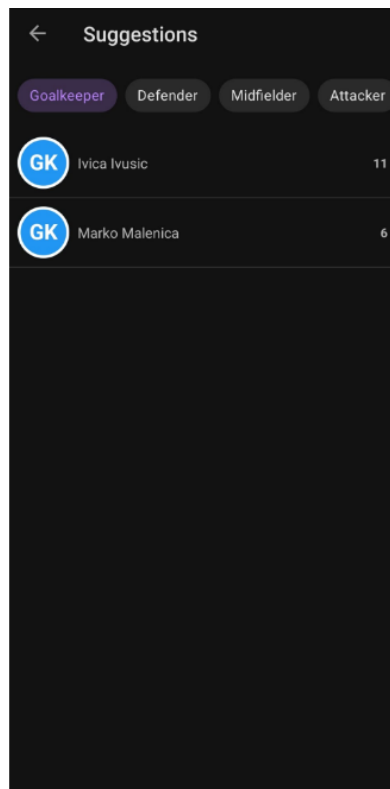 Suggestions
Goalkeeper Defender Midfielder Attacker
GK Ivica Ivusic 11
GK Marko Malenica 6